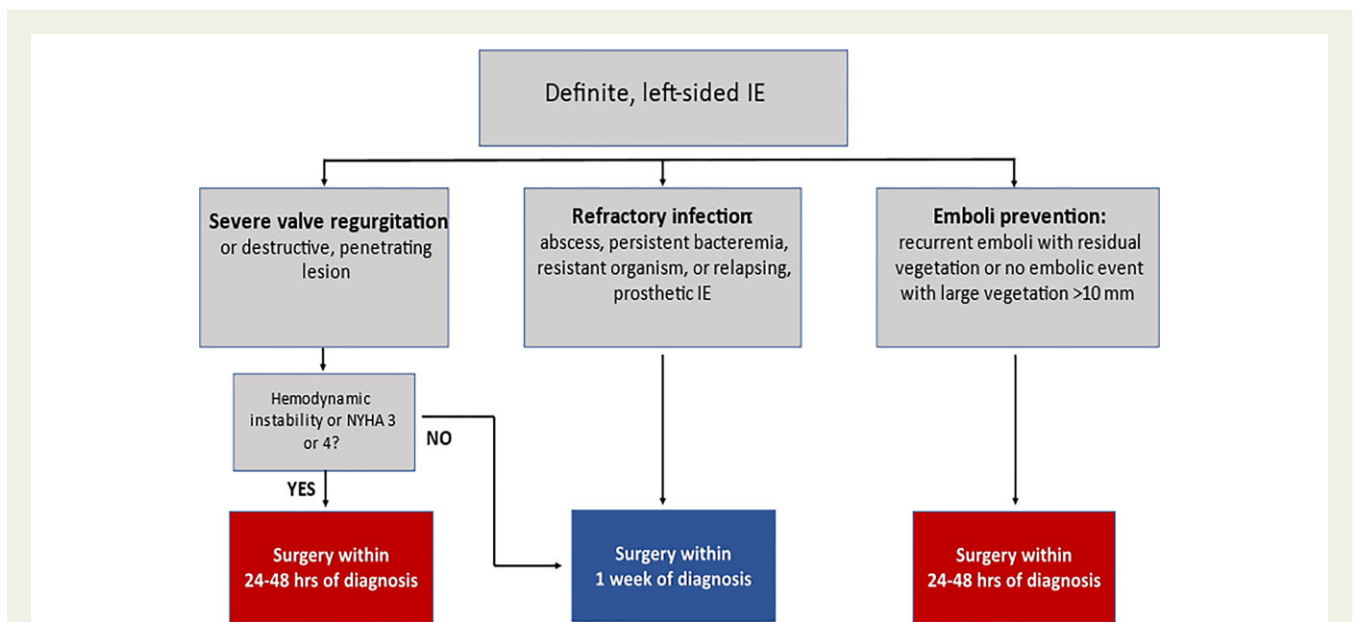 Definite, left-sided IE
Severe valve regurgitation
or destructive, penetrating
lesion
Refractory infection:
abscess, persistent bacteremia,
resistant organism, or relapsing,
prosthetic IE
Emboli prevention:
recurrent emboli with residual
vegetation or no embolic event
with large vegetation >10 mm
Hemodynamic
instability or NYHA 3
or 4?
NO
YES
Surgery within
24-48 hrs of diagnosis
Surgery within
1 week of diagnosis
Surgery within
24-48 hrs of diagnosis